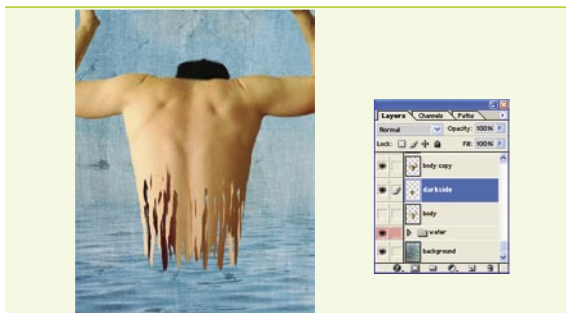 Layers Channels Paths
Normal Opacity: 100%
Lock: Fill: 100%
body copy
darkside
body
water
background